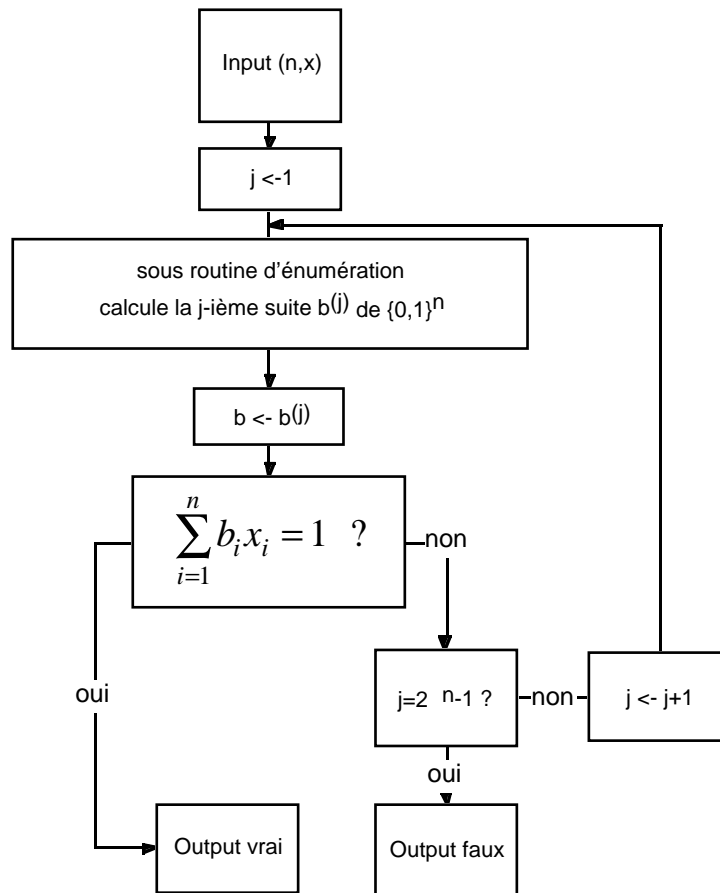 Input (n,x)
j <-1
sous routine d'énumération
calcule la j-ième suite b(j) de {0,1}n
b <- b(j)
n
∑ bixi = 1 ?
i=1
non
oui
j=2 n-1 ?
non
j <- j+1
oui
Output vrai
Output faux